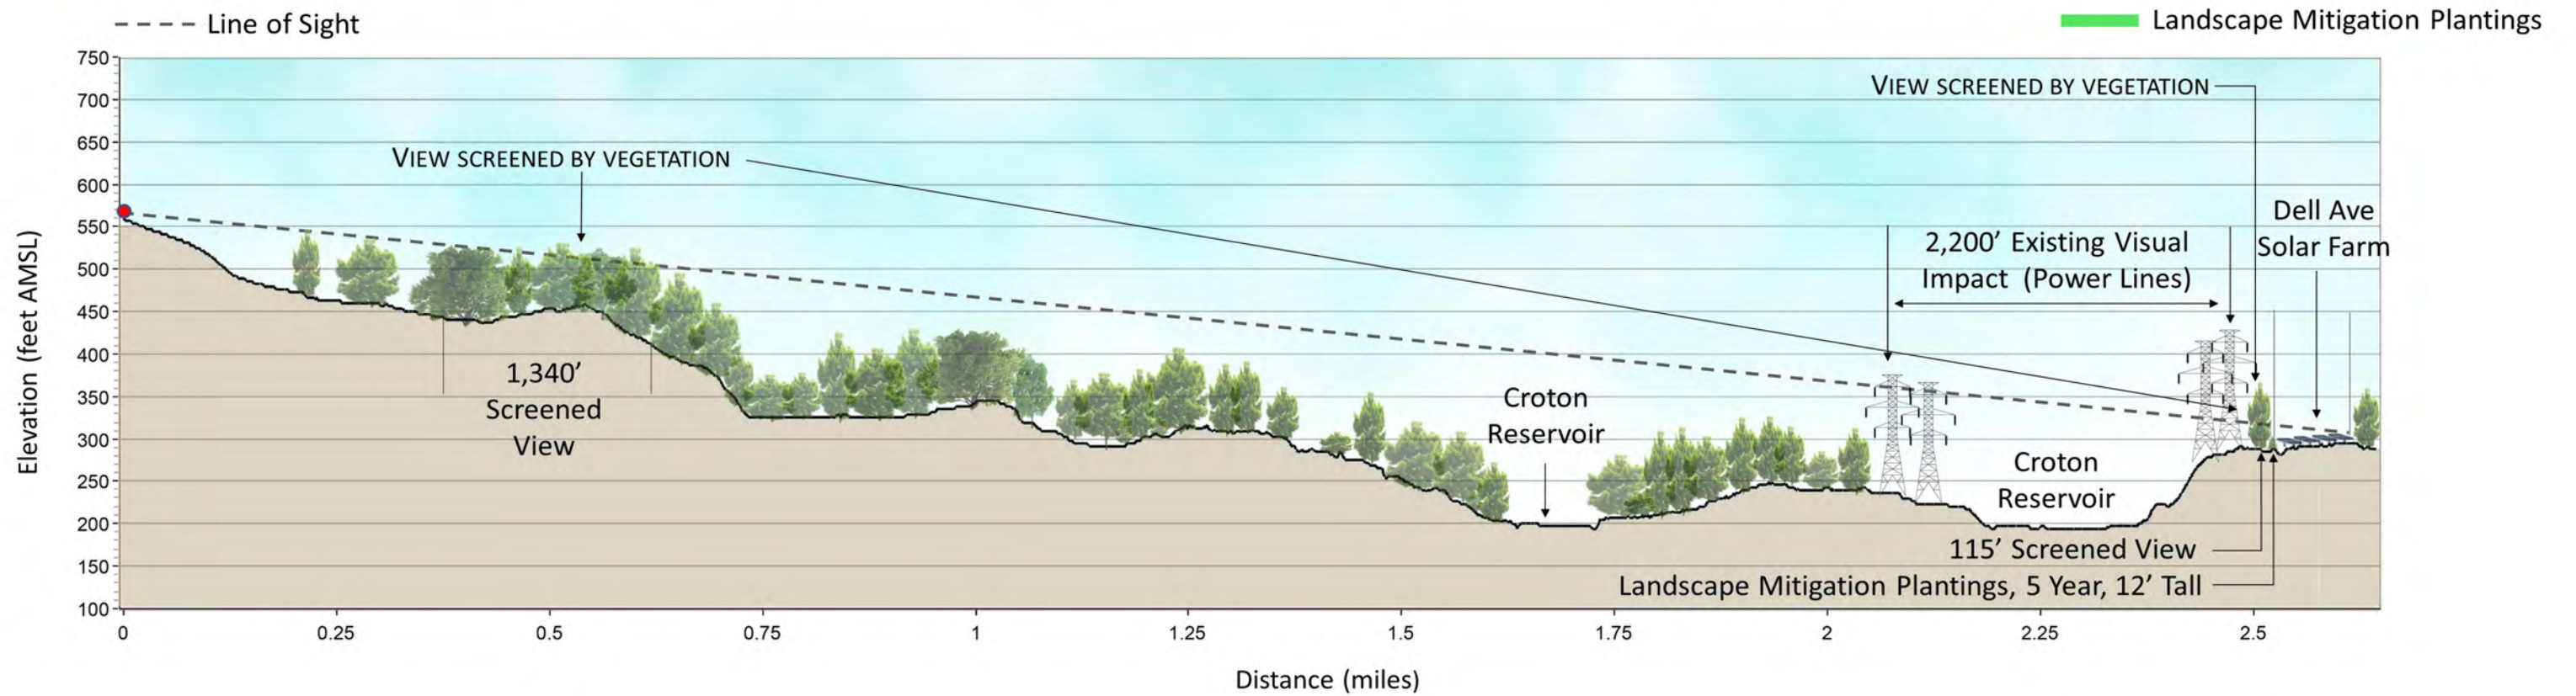 Line of Sight
Landscape Mitigation Plantings
750
700
650
600
550
500
450
400
350
300
250
200
150
100
Elevation (feet AMSL)
VIEW SCREENED BY VEGETATION
VIEW SCREENED BY VEGETATION
Dell Ave
Solar Farm
2,200’ Existing Visual
Impact (Power Lines)
1,340’
Screened
View
Croton
Reservoir
Croton
Reservoir
115’ Screened View
Landscape Mitigation Plantings, 5 Year, 12’ Tall
0
0.25
0.5
0.75
1
1.25
1.5
1.75
2
2.25
2.5
Distance (miles)